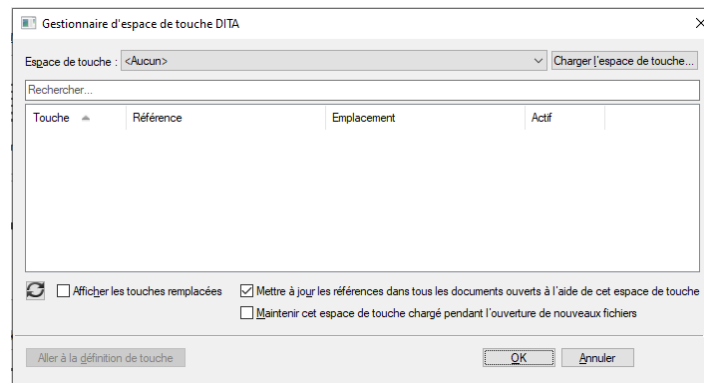 Gestionnaire d'espace de touche DITA
Espace de touche : <Aucun> Charger l'espace de touche...
Rechercher...
Touche Référence Emplacement Actif
Afficher les touches remplacées Mettre à jour les références dans tous les documents ouverts à l'aide de cet espace de touche
Maintenir cet espace de touche chargé pendant l'ouverture de nouveaux fichiers
Aller à la définition de touche OK Annuler